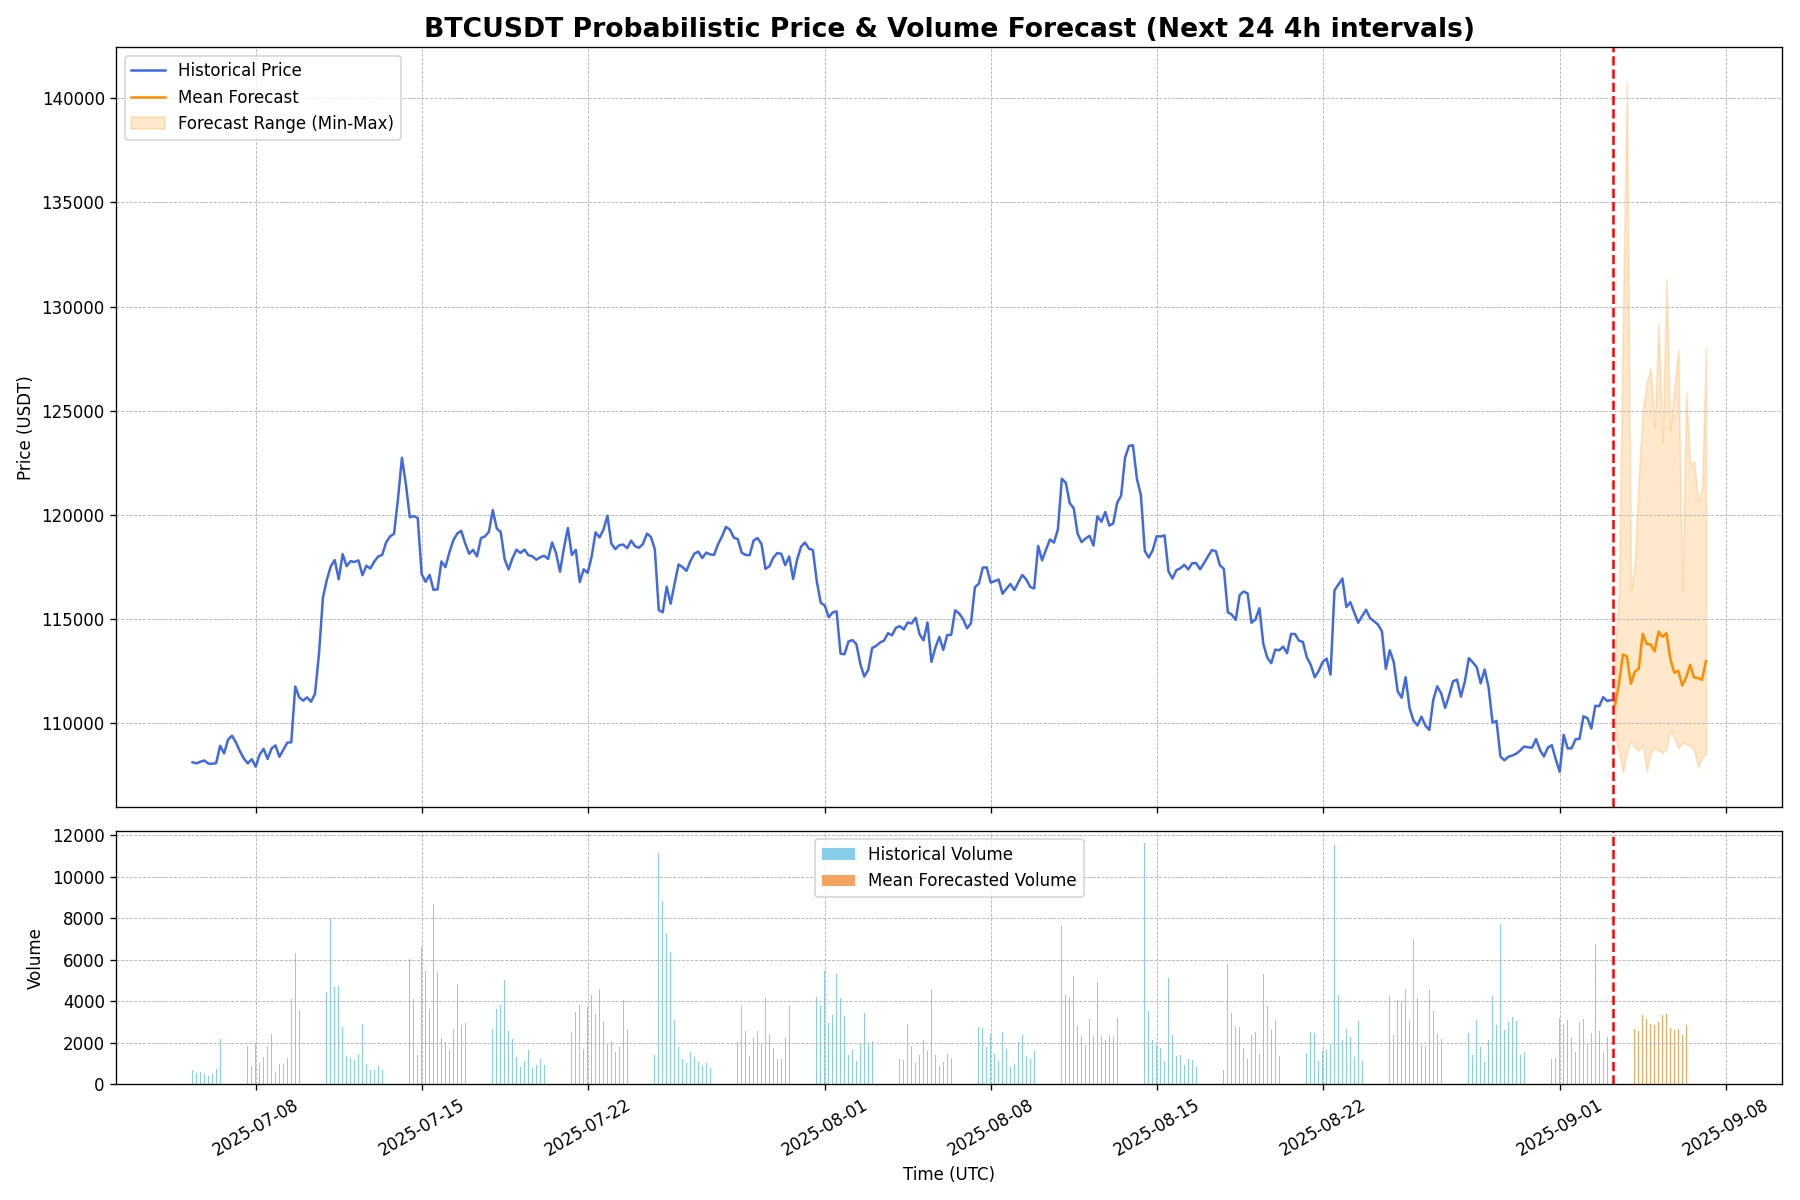 BTCUSDT Probabilistic Price & Volume Forecast (Next 24 4h intervals)
Historical Price
Mean Forecast
Forecast Range (Min-Max)
140000
135000
130000
125000
120000
115000
110000
Price (USDT)
Historical Volume
Mean Forecasted Volume
12000
10000
8000
6000
4000
2000
0
Volume
2025-07-08
2025-07-15
2025-07-22
2025-08-01
2025-08-08
2025-08-15
2025-08-22
2025-09-01
2025-09-08
Time (UTC)